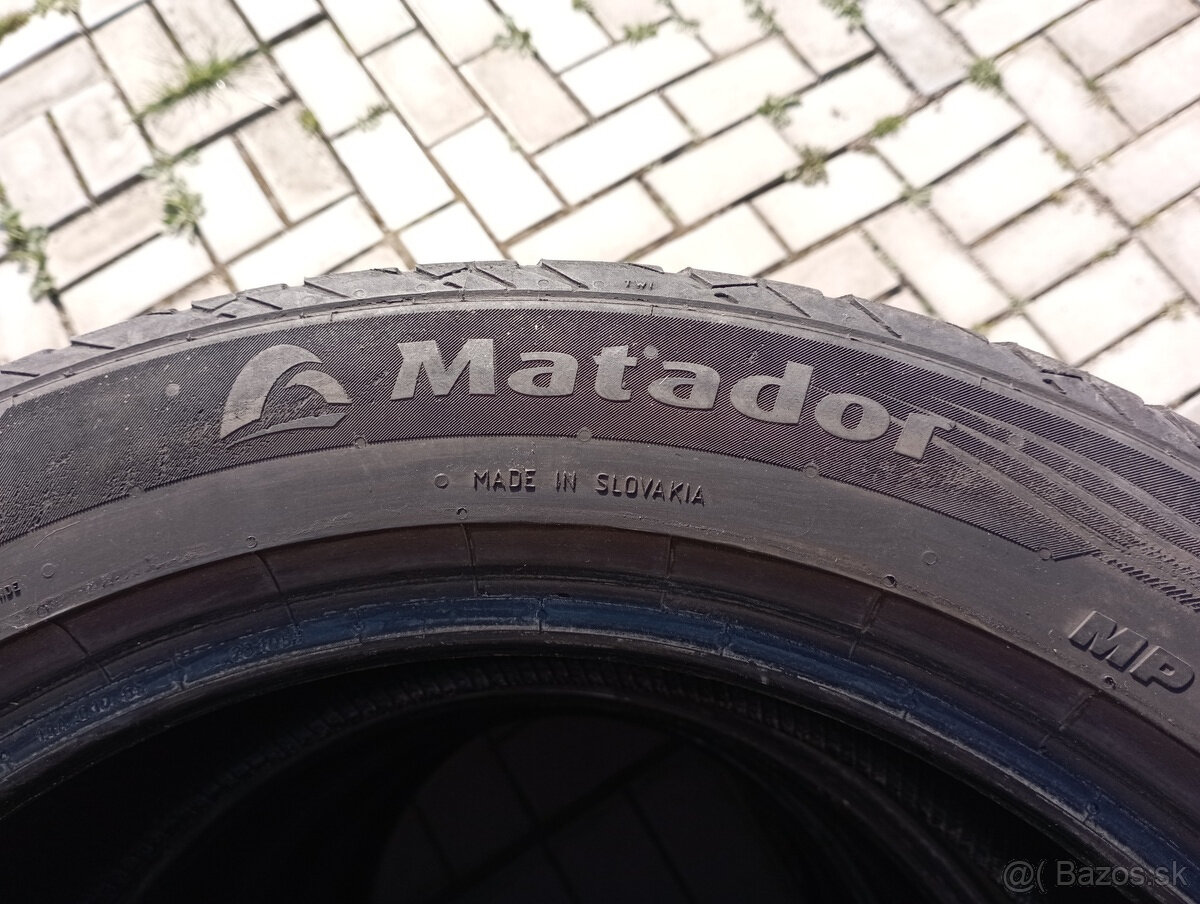 TWI
Matador
MADE IN SLOVAKIA
MP
@( Bazos.sk